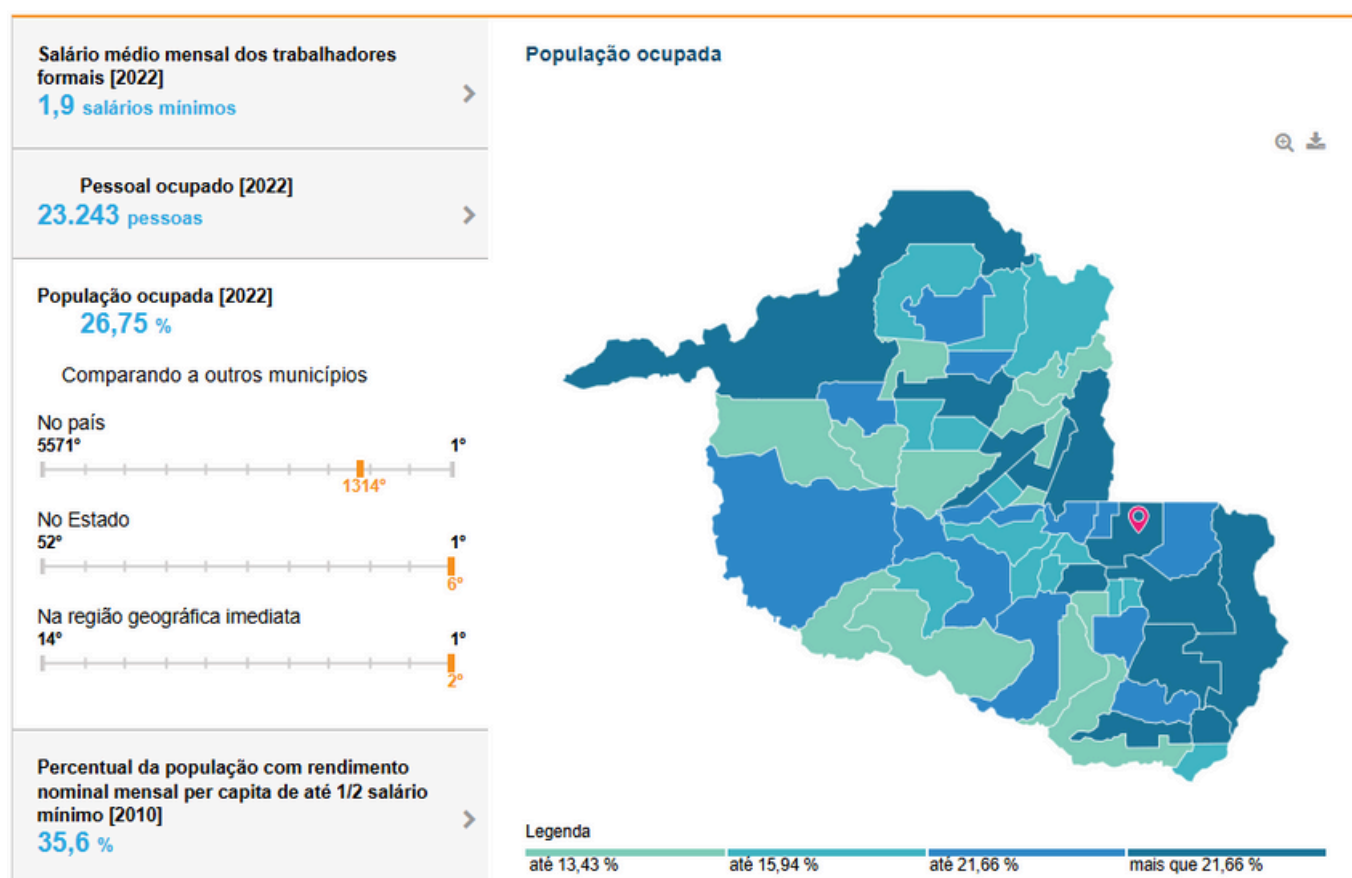 Salário médio mensal dos trabalhadores
formais [2022]
1,9 salários mínimos
Pessoal ocupado [2022]
23.243 pessoas
População ocupada [2022]
26,75 %
Comparando a outros municípios
No país
5571° 1°
1314°
No Estado
52° 1°
6°
Na região geográfica imediata
14° 1°
2°
Percentual da população com rendimento
nominal mensal per capita de até 1/2 salário
mínimo [2010]
35,6 %
População ocupada
Legenda
até 13,43 % até 15,94 % até 21,66 % mais que 21,66 %